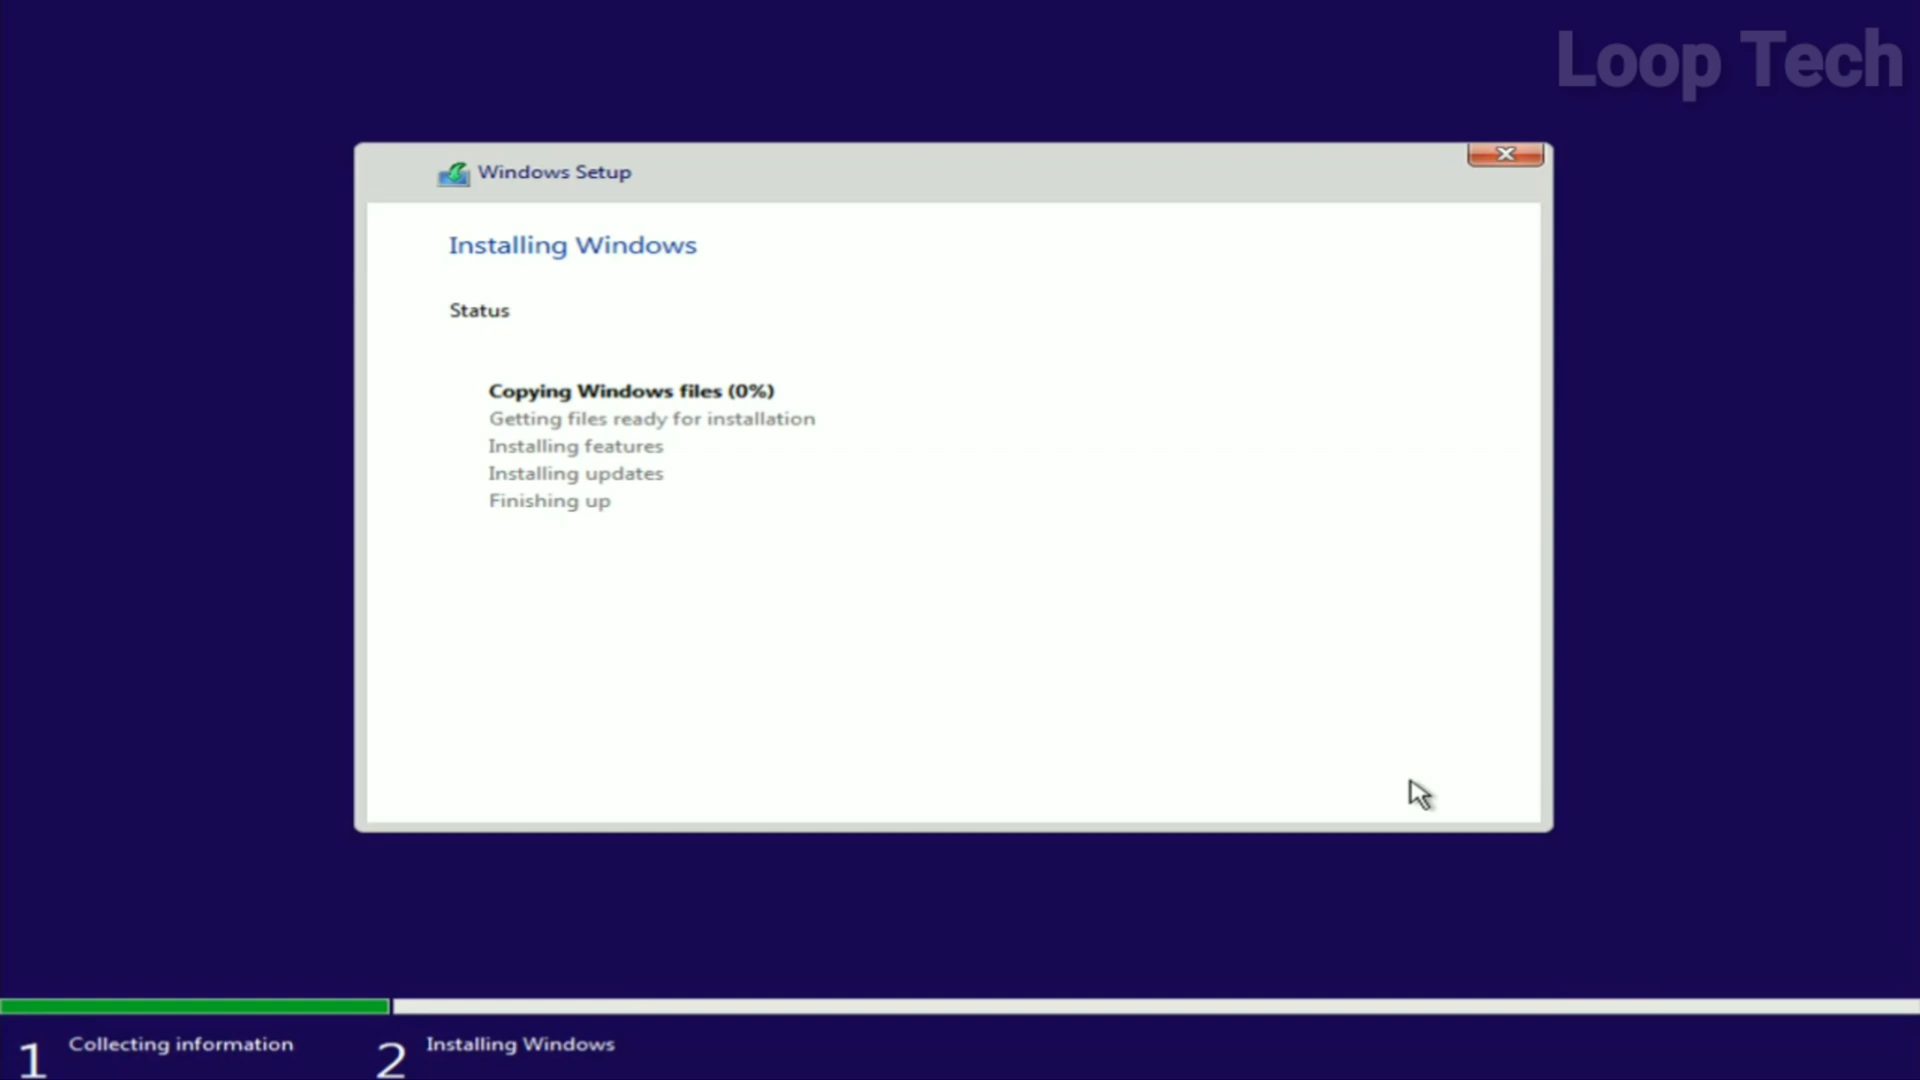 Loop Tech
Windows Setup
Installing Windows
Status
Copying Windows files (0%)
Getting files ready for installation
Installing features
Installing updates
Finishing up
1 Collecting information
2 Installing Windows